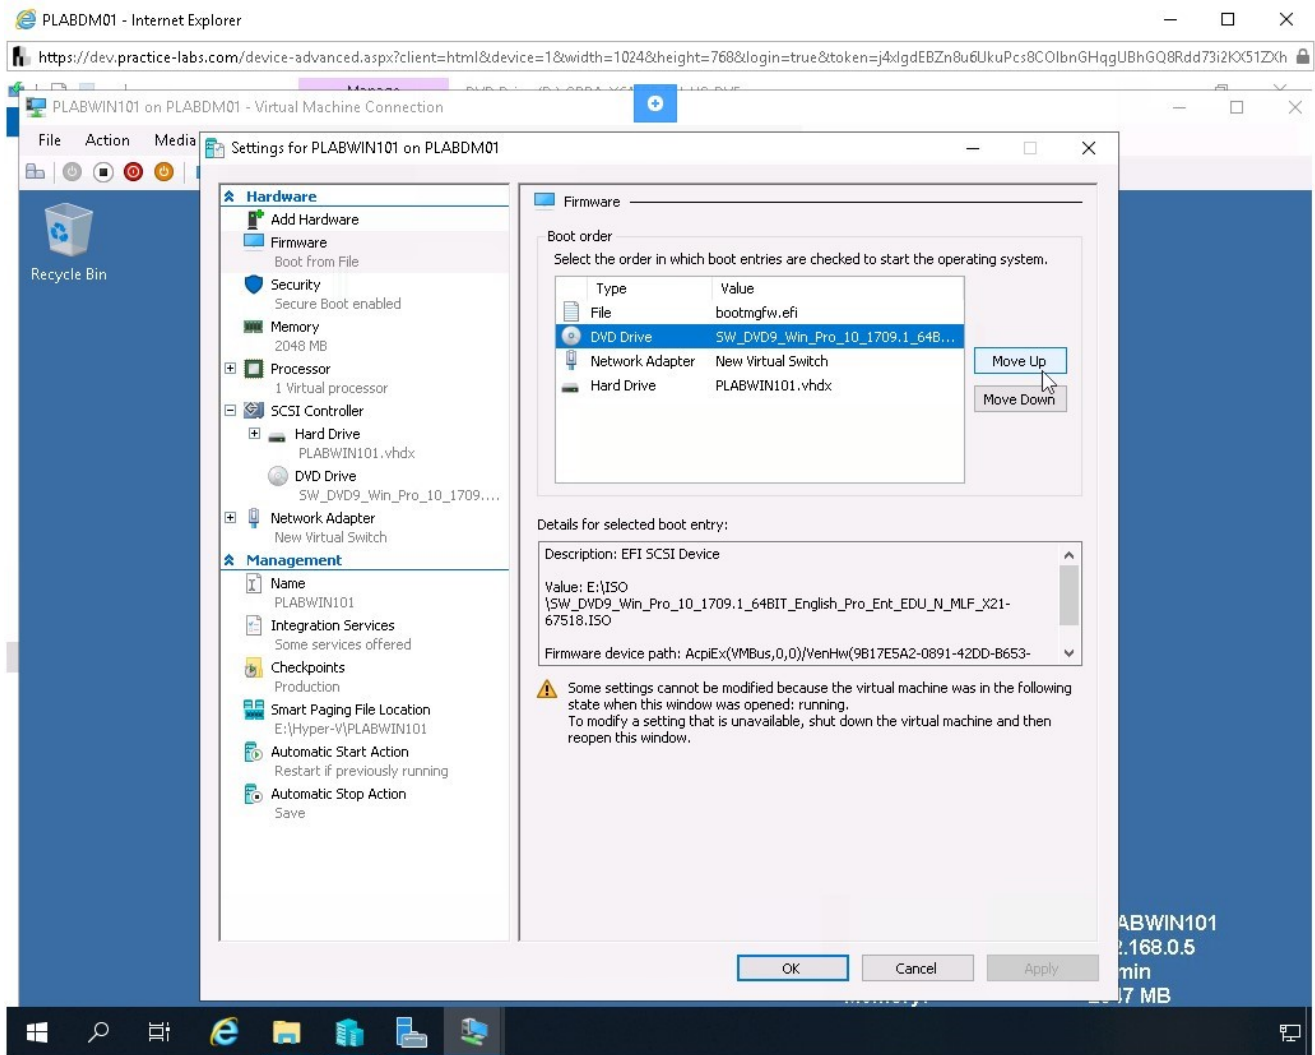 PLABDM01 - Internet Explorer
https://dev.practice-labs.com/device-advanced.aspx?client=html&device=1&width=1024&height=768&login=true&token=
PLABWIN101 on PLABDM01 - Virtual Machine Connection
File Action Media
Settings for PLABWIN101 on PLABDM01
Recycle Bin
Hardware
Add Hardware
Firmware
Boot from File
Security
Secure Boot enabled
Memory
2048 MB
Processor
1 Virtual processor
SCSI Controller
Hard Drive
PLABWIN101.vhdx
DVD Drive
SW_DVD9_Win_Pro_10_1709....
Network Adapter
New Virtual Switch
Management
Name
PLABWIN101
Integration Services
Some services offered
Checkpoints
Production
Smart Paging File Location
E:\Hyper-V\PLABWIN101
Automatic Start Action
Restart if previously running
Automatic Stop Action
Save
Firmware
Boot order
Select the order in which boot entries are checked to start the operating system.
Type Value
File bootmgfw.efi
DVD Drive SW_DVD9_Win_Pro_10_1709.1_64B...
Network Adapter New Virtual Switch
Hard Drive PLABWIN101.vhdx
Move Up
Move Down
Details for selected boot entry:
Description: EFI SCSI Device
Value: E:\ISO
\SW_DVD9_Win_Pro_10_1709.1_64BIT_English_Pro_Ent_EDU_N_MLF_X21-
67518.ISO
Firmware device path: AcpiEx(VMBus,0,0)/VenHw(9B17E5A2-0891-42DD-B653-
Some settings cannot be modified because the virtual machine was in the following
state when this window was opened: running.
To modify a setting that is unavailable, shut down the virtual machine and then
reopen this window.
OK Cancel Apply
ABWIN101
.168.0.5
min
47 MB